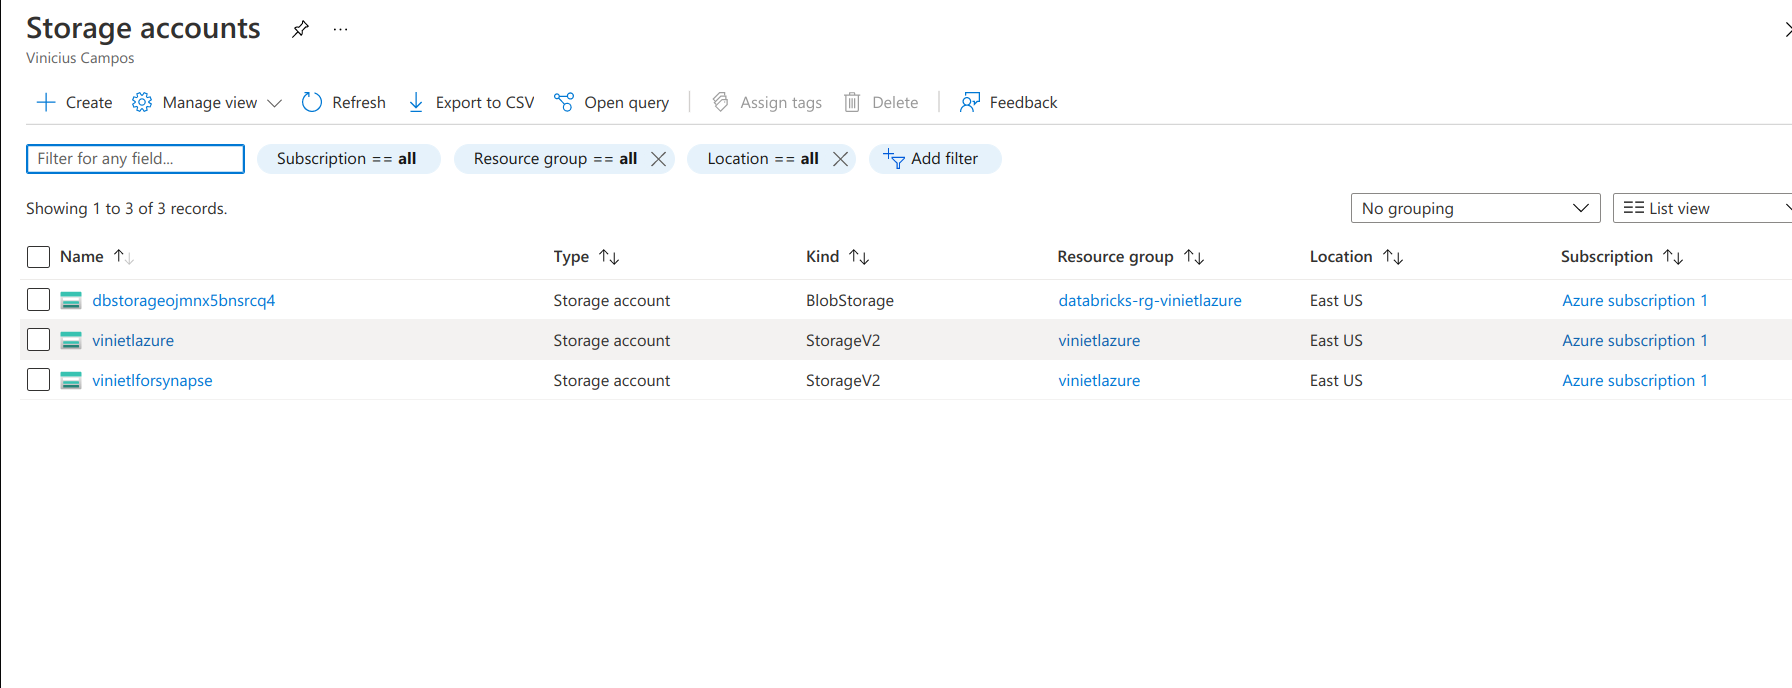 Storage accounts
Vinicius Campos
Create Manage view Refresh Export to CSV Open query Assign tags Delete Feedback
Filter for any field... Subscription == all Resource group == all Location == all Add filter
Showing 1 to 3 of 3 records. No grouping List view
Name Type Kind Resource group Location Subscription
dbstorageojmnx5bnsrcq4 Storage account BlobStorage databricks-rg-vinietlazure East US Azure subscription 1
vinietlazure Storage account StorageV2 vinietlazure East US Azure subscription 1
vinietlforsynapse Storage account StorageV2 vinietlazure East US Azure subscription 1